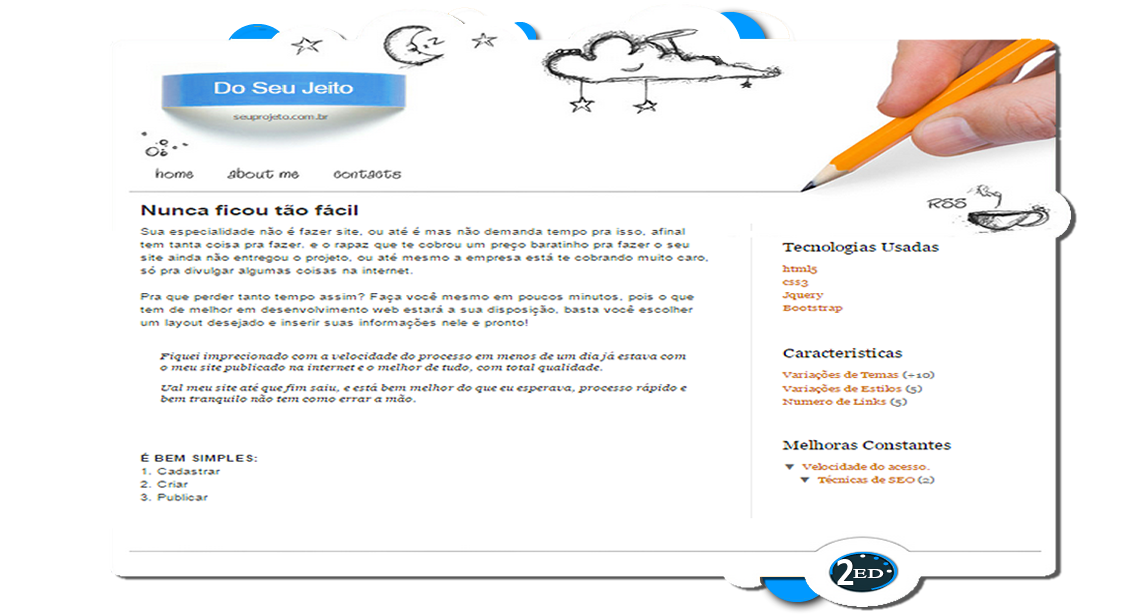 Do Seu Jeito
seuprojeto.com.br
home about me contacts
RSS
Nunca ficou tão fácil
Sua especialidade não é fazer site, ou até é mas não demanda tempo pra isso, afinal
tem tanta coisa pra fazer. e o rapaz que te cobrou um preço baratinho pra fazer o seu
site ainda não entregou o projeto, ou até mesmo a empresa está te cobrando muito caro,
só pra divulgar algumas coisas na internet.
Pra que perder tanto tempo assim? Faça você mesmo em poucos minutos, pois o que
tem de melhor em desenvolvimento web estará a sua disposição, basta você escolher
um layout desejado e inserir suas informações nele e pronto!
Fiquei imprecionado com a velocidade do processo em menos de um dia já estava com
o meu site publicado na internet e o melhor de tudo, com total qualidade.
Ual meu site até que fim saiu, e está bem melhor do que eu esperava, processo rápido e
bem tranquilo não tem como errar a mão.
É BEM SIMPLES:
1. Cadastrar
2. Criar
3. Publicar
Tecnologias Usadas
html5
css3
Jquery
Bootstrap
Caracteristicas
Variações de Temas (+10)
Variações de Estilos (5)
Numero de Links (5)
Melhoras Constantes
Velocidade do acesso.
Técnicas de SEO (2)
2ED